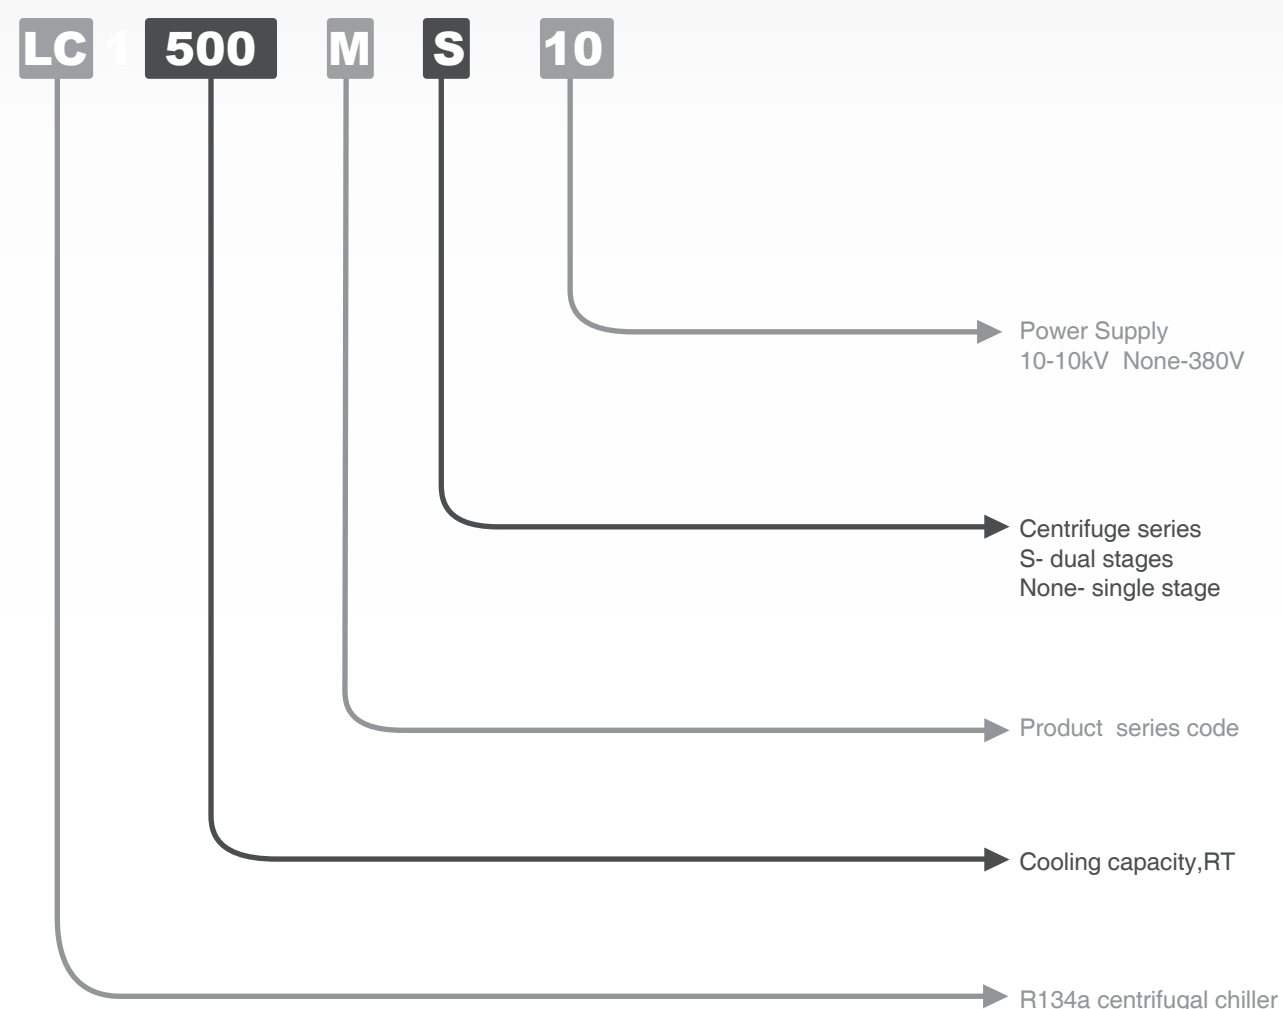 LC 1 500 M S 10
Power Supply
10-10kV None-380V
Centrifuge series
S- dual stages
None- single stage
Product series code
Cooling capacity,RT
R134a centrifugal chiller